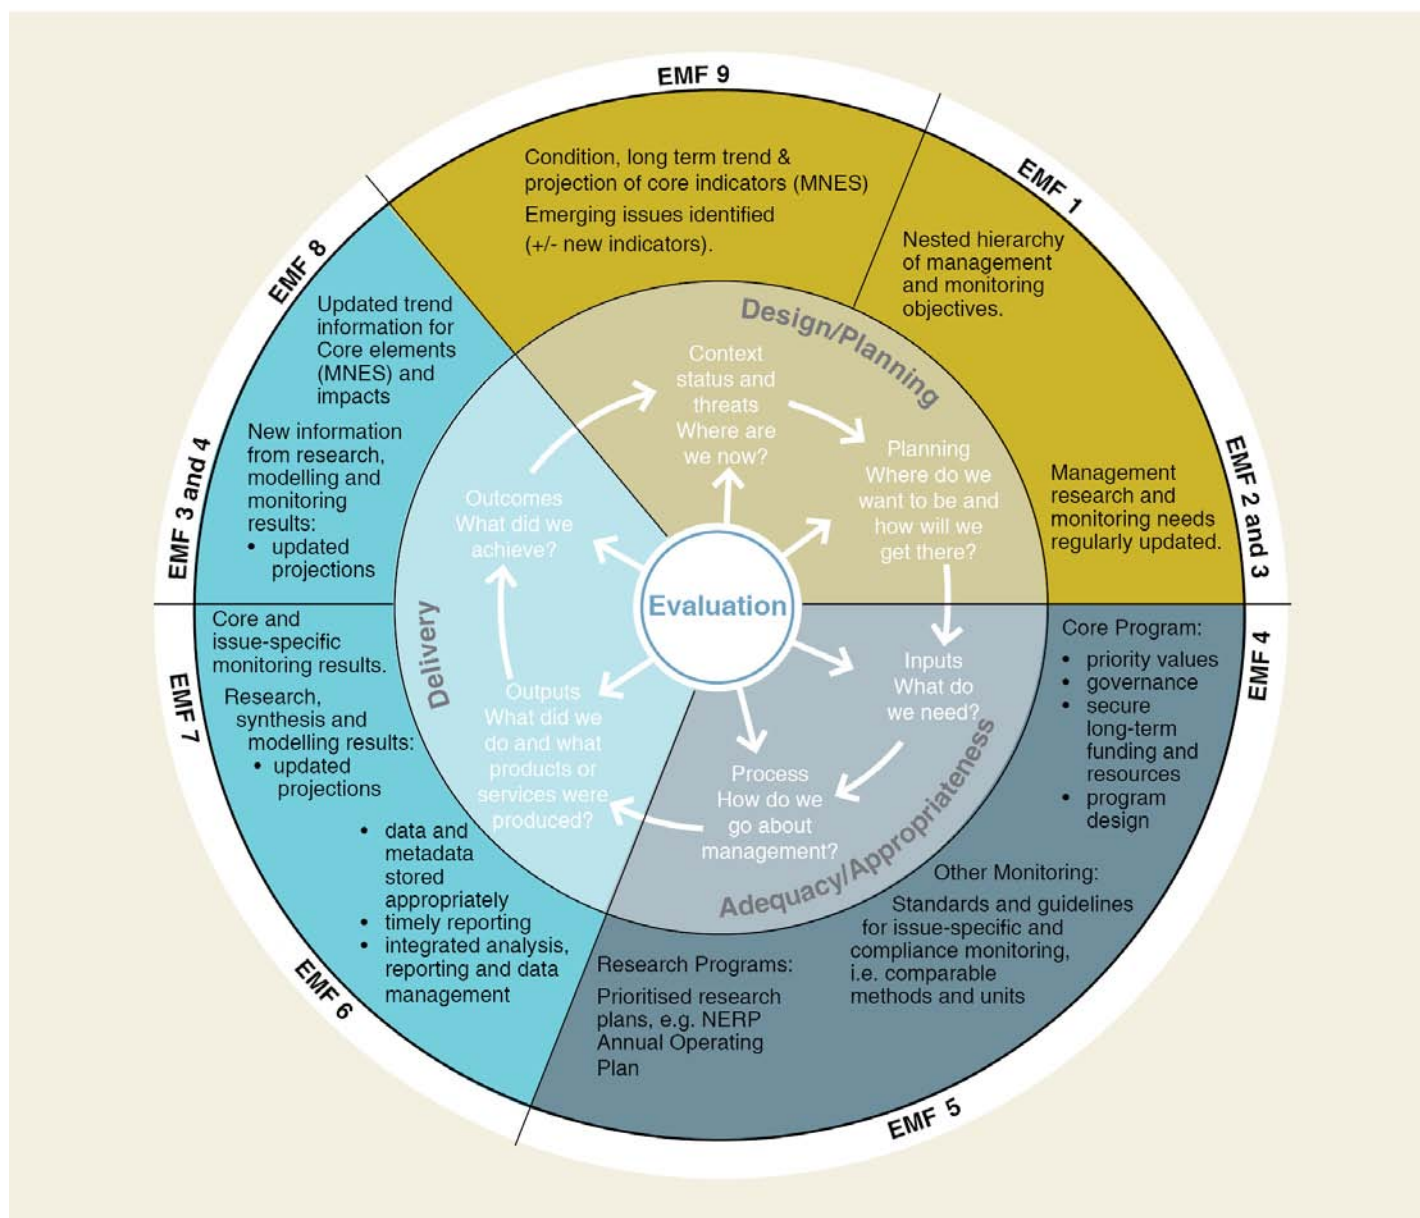 EMF 9
Condition, long term trend &
projection of core indicators (MNES)
Emerging issues identified
(+/- new indicators).
EMF 1
Nested hierarchy
of management
and monitoring
objectives.
EMF 2 and 3
Management
research and
monitoring needs
regularly updated.
EMF 4
Core Program:
• priority values
• governance
• secure
long-term
funding and
resources
• program
design
Other Monitoring:
Standards and guidelines
for issue-specific and
compliance monitoring,
i.e. comparable
methods and units
EMF 5
Research Programs:
Prioritised research
plans, e.g. NERP
Annual Operating
Plan
EMF 6
• data and
metadata
stored
appropriately
• timely reporting
• integrated analysis,
reporting and data
management
EMF 7
Core and
issue-specific
monitoring results.
Research,
synthesis and
modelling results:
• updated
projections
EMF 3 and 4
New information
from research,
modelling and
monitoring
results:
• updated
projections
EMF 8
Updated trend
information for
Core elements
(MNES) and
impacts
Design/Planning
Context
status and
threats
Where are
we now?
Planning
Where do we
want to be and
how will we
get there?
Adequacy/Appropriateness
Inputs
What do
we need?
Process
How do we
go about
management?
Delivery
Outputs
What did we
do and what
products or
services were
produced?
Outcomes
What did we
achieve?
Evaluation